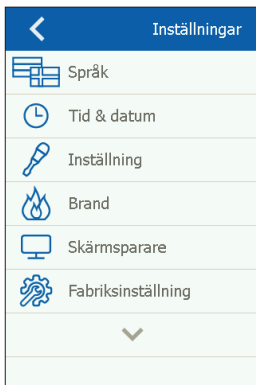 Inställningar
Språk
Tid & datum
Inställning
Brand
Skärmsparare
Fabriksinställning